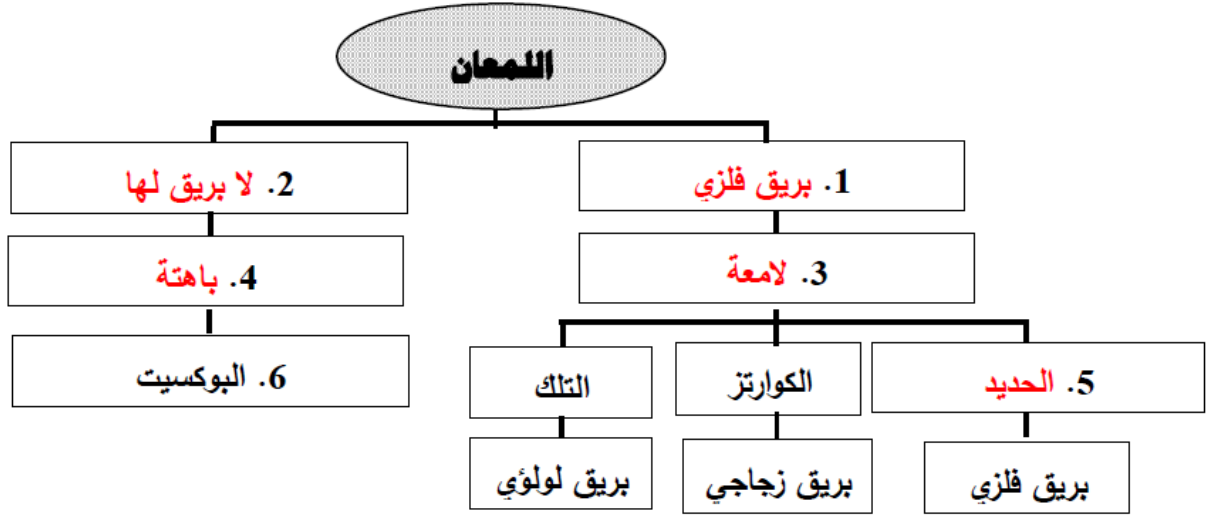 اللمعان
1. بريق فلزي
2. لا بريق لها
3. لامعة
4. باهتة
5. الحديد
الكوارتز
التلك
6. البوكسيت
بريق فلزي
بريق زجاجي
بريق لولؤي